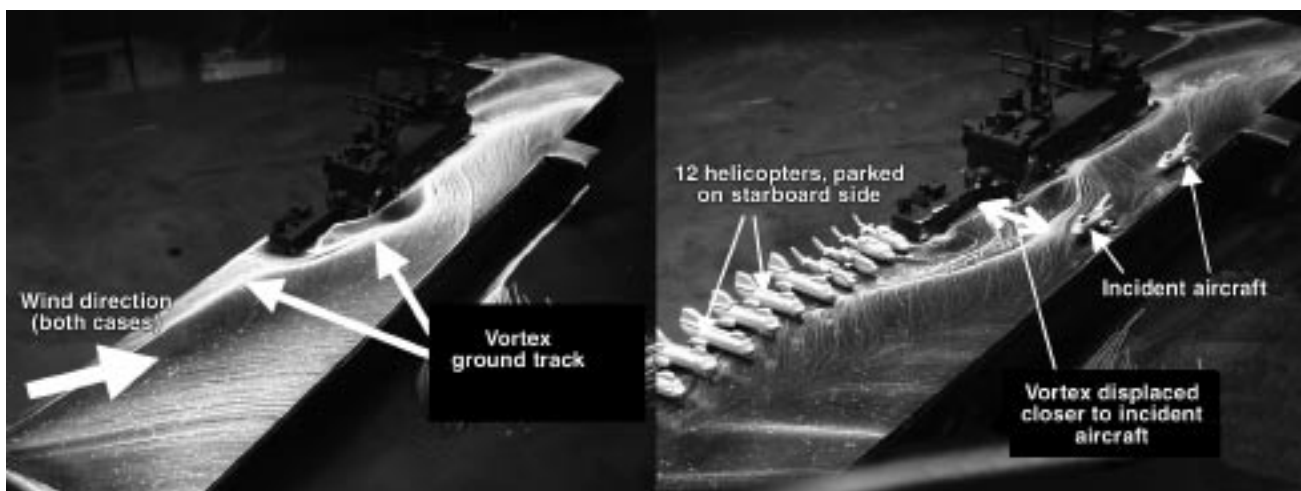 Wind direction
(both cases)
Vortex
ground track
12 helicopters, parked
on starboard side
Incident aircraft
Vortex displaced
closer to incident
aircraft